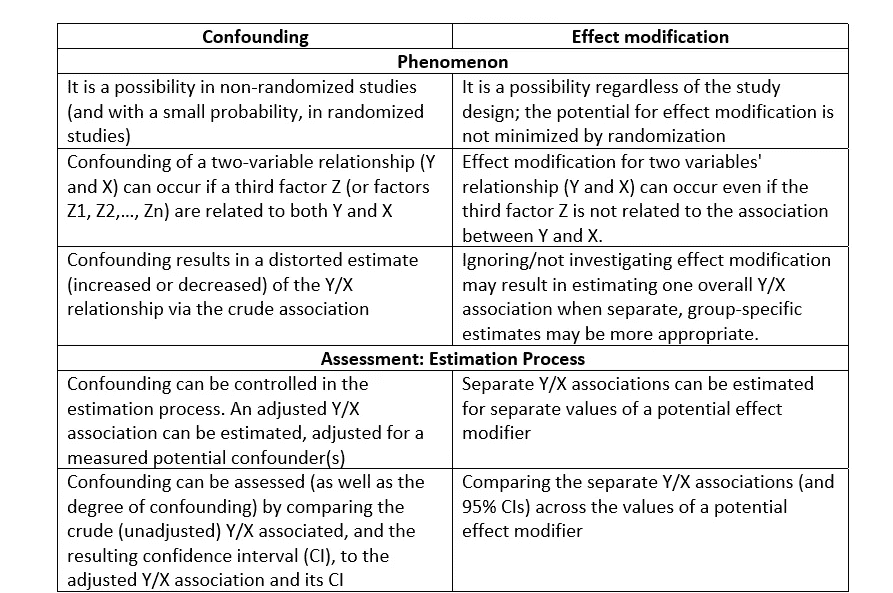 Confounding
Effect modification
Phenomenon
It is a possibility in non-randomized studies
(and with a small probability, in randomized
studies)
It is a possibility regardless of the study
design; the potential for effect modification is
not minimized by randomization
Confounding of a two-variable relationship (Y
and X) can occur if a third factor Z (or factors
Z1, Z2,..., Zn) are related to both Y and X
Effect modification for two variables'
relationship (Y and X) can occur even if the
third factor Z is not related to the association
between Y and X.
Confounding results in a distorted estimate
(increased or decreased) of the Y/X
relationship via the crude association
Ignoring/not investigating effect modification
may result in estimating one overall Y/X
association when separate, group-specific
estimates may be more appropriate.
Assessment: Estimation Process
Confounding can be controlled in the
estimation process. An adjusted Y/X
association can be estimated, adjusted for a
measured potential confounder(s)
Separate Y/X associations can be estimated
for separate values of a potential effect
modifier
Confounding can be assessed (as well as the
degree of confounding) by comparing the
crude (unadjusted) Y/X associated, and the
resulting confidence interval (CI), to the
adjusted Y/X association and its CI
Comparing the separate Y/X associations (and
95% CIs) across the values of a potential
effect modifier